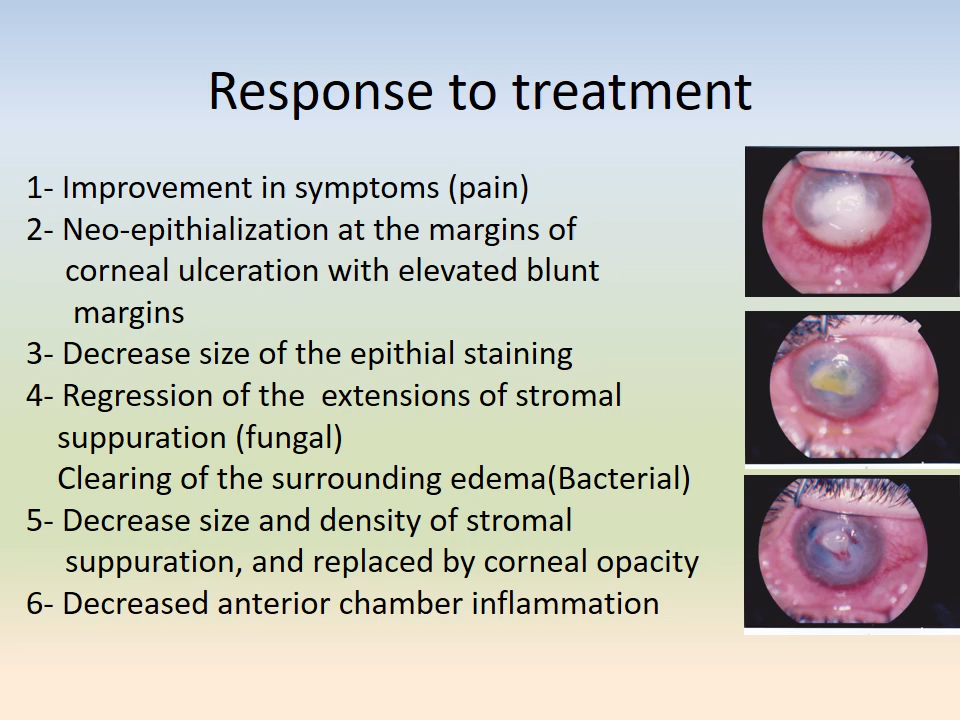 Response to treatment
1- Improvement in symptoms (pain)
2- Neo-epithialization at the margins of
corneal ulceration with elevated blunt
margins
3- Decrease size of the epithial staining
4- Regression of the  extensions of stromal
suppuration (fungal)
Clearing of the surrounding edema(Bacterial)
5- Decrease size and density of stromal
suppuration, and replaced by corneal opacity
6- Decreased anterior chamber inflammation